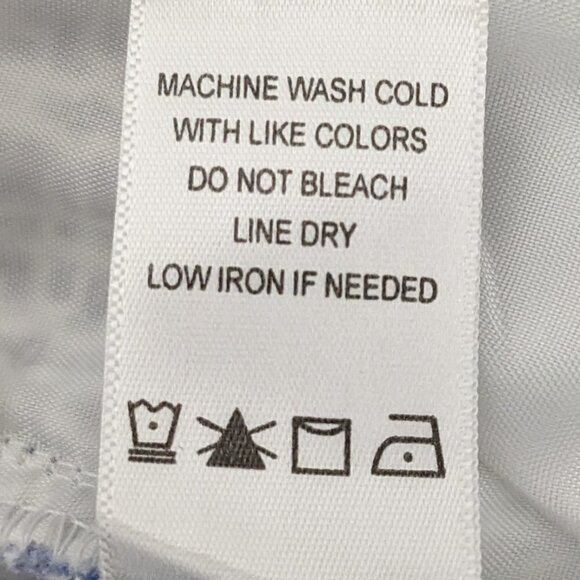 MACHINE WASH COLD
WITH LIKE COLORS
DO NOT BLEACH
LINE DRY
LOW IRON IF NEEDED